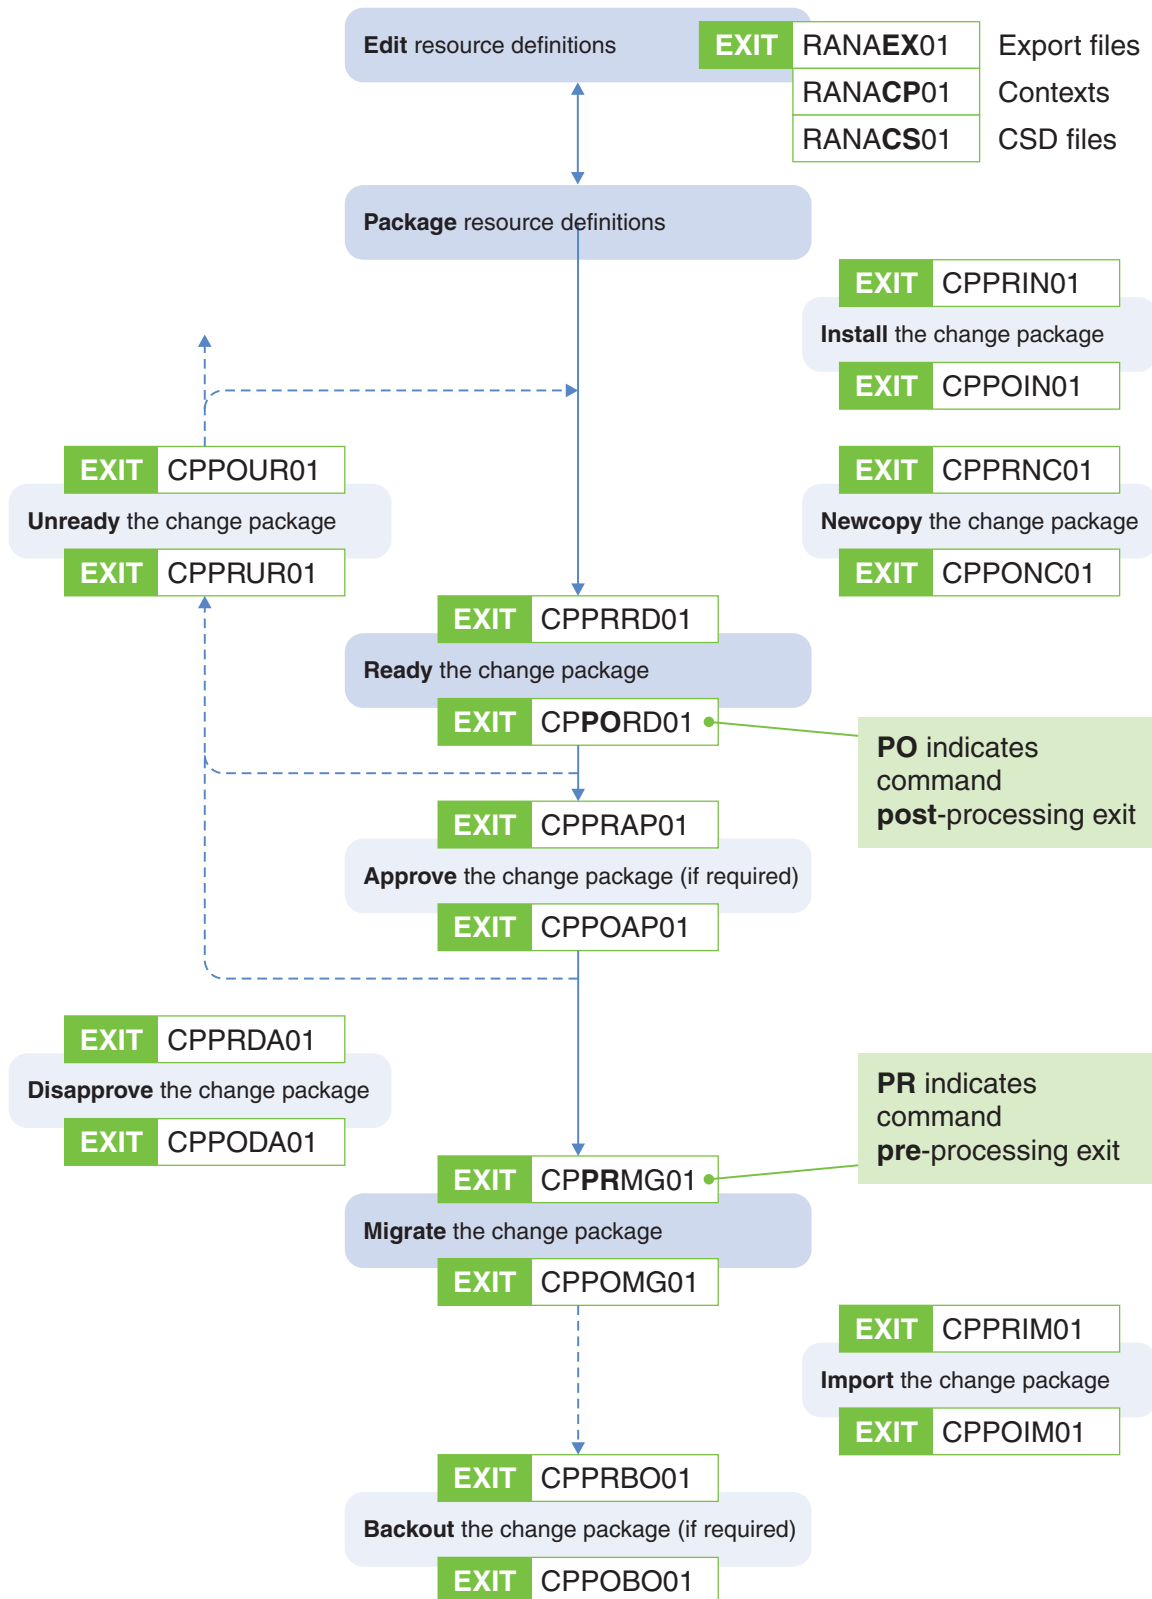 Edit resource definitions
EXIT RANAEX01 Export files
RANACP01 Contexts
RANACS01 CSD files
Package resource definitions
EXIT CPPRIN01
Install the change package
EXIT CPPOIN01
EXIT CPPOUR01
Unready the change package
EXIT CPPRUR01
EXIT CPPRNC01
Newcopy the change package
EXIT CPPONC01
EXIT CPPRRD01
Ready the change package
EXIT CPPORD01
PO indicates
command
post-processing exit
EXIT CPPRAP01
Approve the change package (if required)
EXIT CPPOAP01
EXIT CPPRDA01
Disapprove the change package
EXIT CPPODA01
PR indicates
command
pre-processing exit
EXIT CPPRMG01
Migrate the change package
EXIT CPPOMG01
EXIT CPPRIM01
Import the change package
EXIT CPPOIM01
EXIT CPPRBO01
Backout the change package (if required)
EXIT CPPOBO01